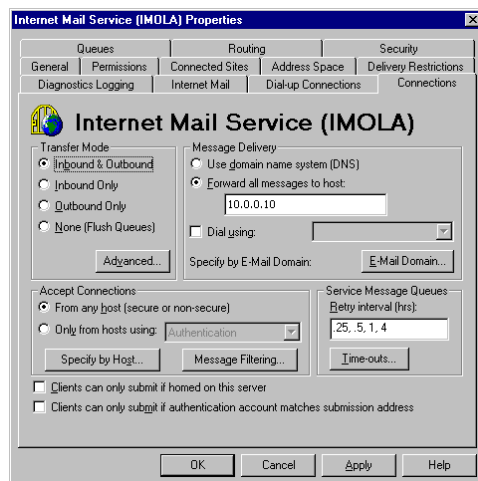 Internet Mail Service (IMOLA) Properties
Queues Routing Security
General Permissions Connected Sites Address Space Delivery Restrictions
Diagnostics Logging Internet Mail Dial-up Connections Connections
Internet Mail Service (IMOLA)
Transfer Mode
Inbound & Outbound
Inbound Only
Outbound Only
None (Flush Queues)
Advanced...
Message Delivery
Use domain name system (DNS)
Forward all messages to host:
10.0.0.10
Dial using:
Specify by E-Mail Domain: E-Mail Domain...
Accept Connections
From any host (secure or non-secure)
Only from hosts using: Authentication
Specify by Host... Message Filtering...
Service Message Queues
Retry interval (hrs):
.25, .5, 1, 4
Time-outs...
Clients can only submit if homed on this server
Clients can only submit if authentication account matches submission address
OK Cancel Apply Help